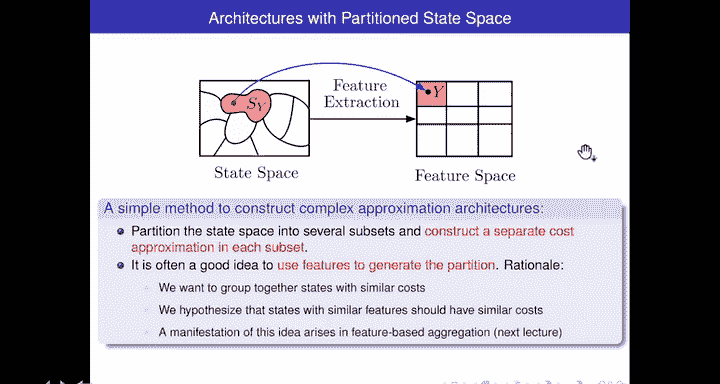 Architectures with Partitioned State Space
Feature
Extraction
S_Y
Y
State Space
Feature Space
A simple method to construct complex approximation architectures:
Partition the state space into several subsets and construct a separate cost
approximation in each subset.
It is often a good idea to use features to generate the partition. Rationale:
We want to group together states with similar costs
We hypothesize that states with similar features should have similar costs
A manifestation of this idea arises in feature-based aggregation (next lecture)